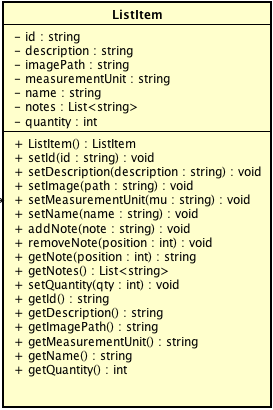 ListItem
- id : string
- description : string
- imagePath : string
- measurementUnit : string
- name : string
- notes : List<string>
- quantity : int
+ ListItem() : ListItem
+ setId(id : string) : void
+ setDescription(description : string) : void
+ setImage(path : string) : void
+ setMeasurementUnit(mu : string) : void
+ setName(name : string) : void
+ addNote(note : string) : void
+ removeNote(position : int) : void
+ getNote(position : int) : string
+ getNotes() : List<string>
+ setQuantity(qty : int) : void
+ getId() : string
+ getDescription() : string
+ getImagePath() : string
+ getMeasurementUnit() : string
+ getName() : string
+ getQuantity() : int